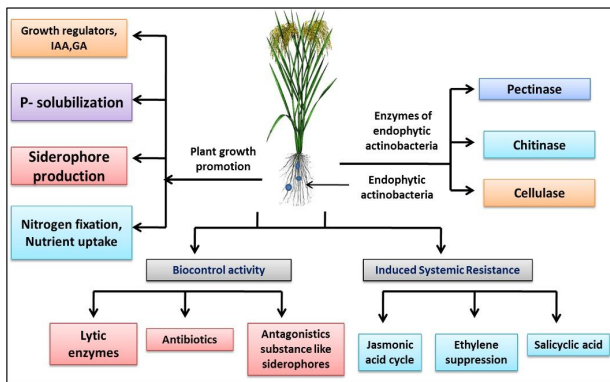 Growth regulators,
IAA,GA
P- solubilization
Siderophore
production
Nitrogen fixation,
Nutrient uptake
Plant growth
promotion
Enzymes of
endophytic
actinobacteria
Endophytic
actinobacteria
Pectinase
Chitinase
Cellulase
Biocontrol activity
Induced Systemic Resistance
Lytic
enzymes
Antibiotics
Antagonistics
substance like
siderophores
Jasmonic
acid cycle
Ethylene
suppression
Salicyclic acid